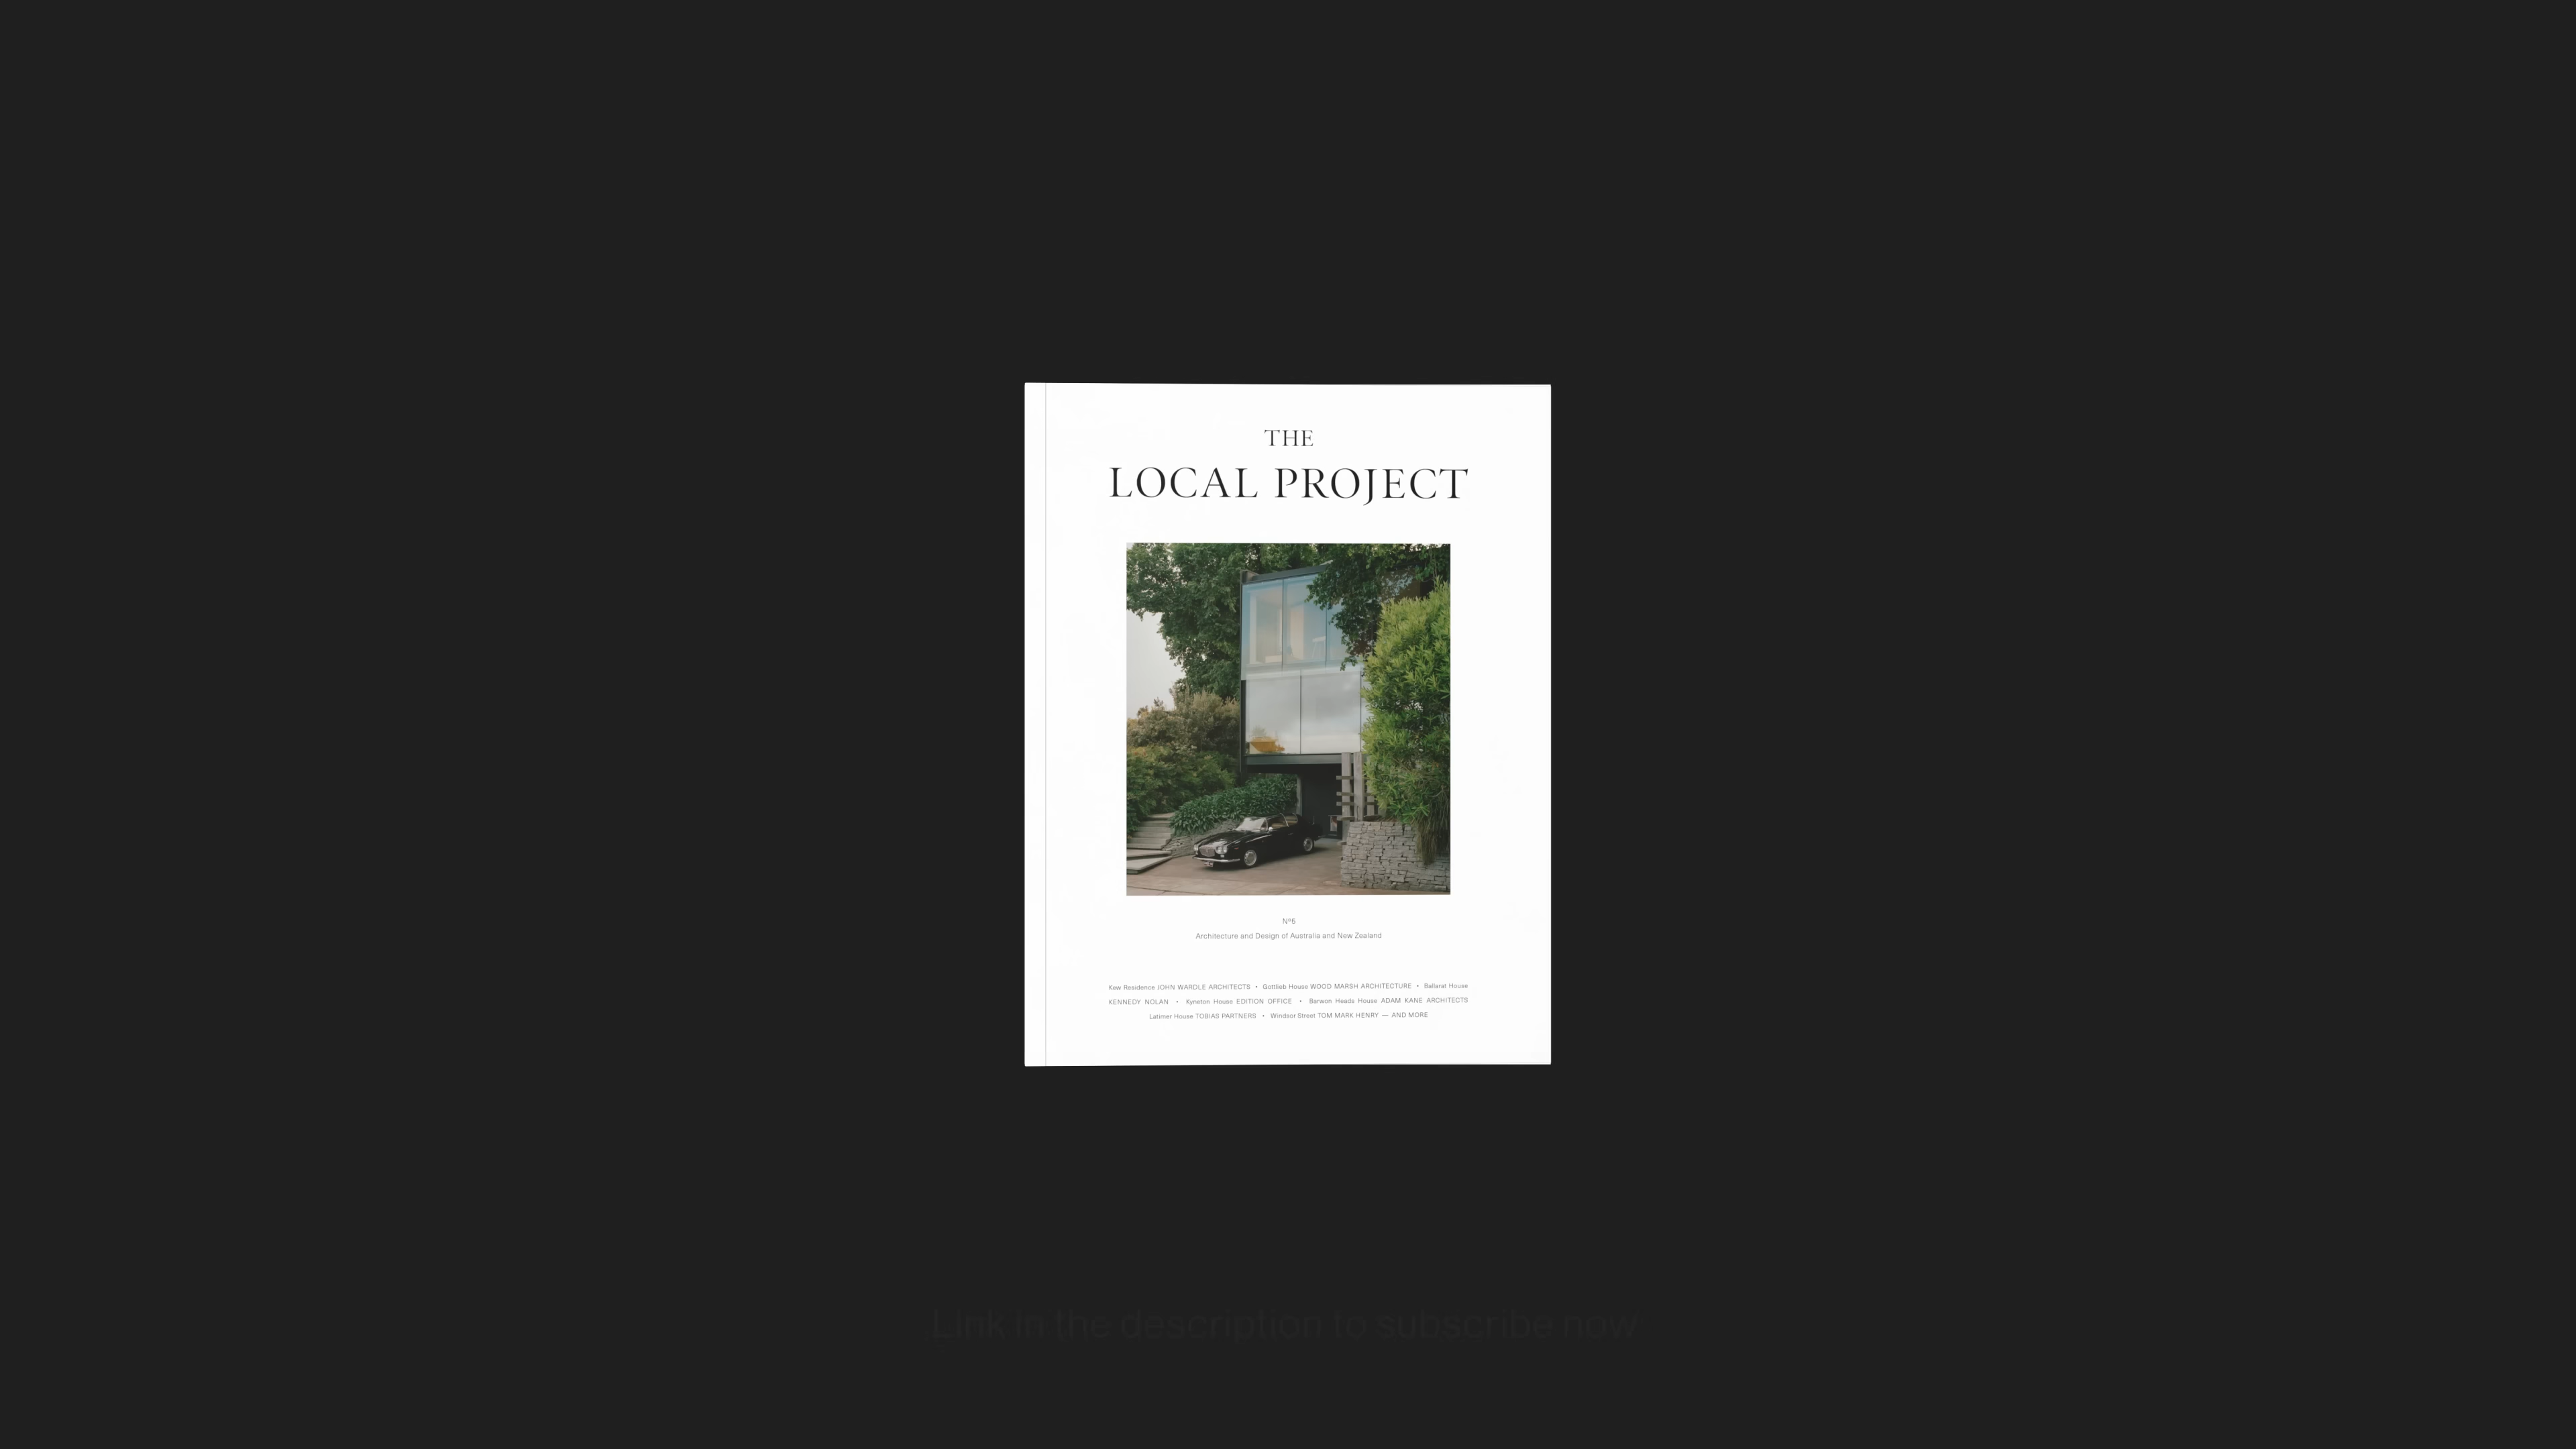 THE
LOCAL PROJECT
Nº5
Architecture and Design of Australia and New Zealand
Kew Residence JOHN WARDLE ARCHITECTS • Gottlieb House WOOD MARSH ARCHITECTURE • Ballarat House
KENNEDY NOLAN • Kyneton House EDITION OFFICE • Barwon Heads House ADAM KANE ARCHITECTS
Latimer House TOBIAS PARTNERS • Windsor Street TOM MARK HENRY — AND MORE
Link in the description to subscribe now